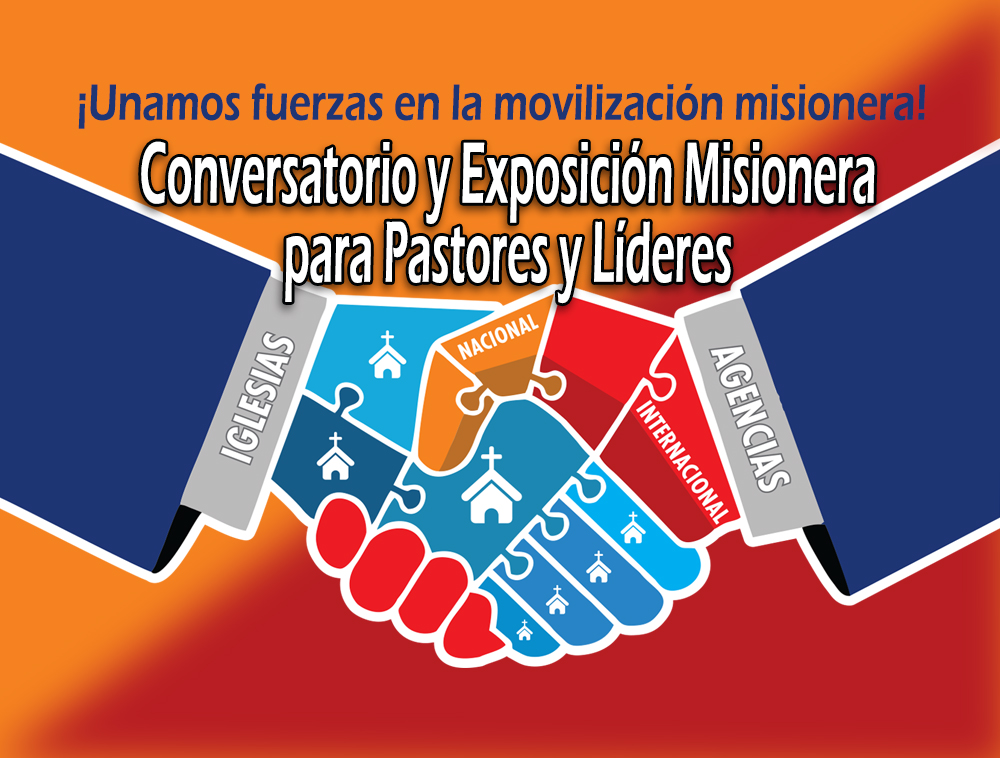 ¡Unamos fuerzas en la movilización misionera!
Conversatorio y Exposición Misionera
para Pastores y Líderes
IGLESIAS
NACIONAL
INTERNACIONAL
AGENCIAS